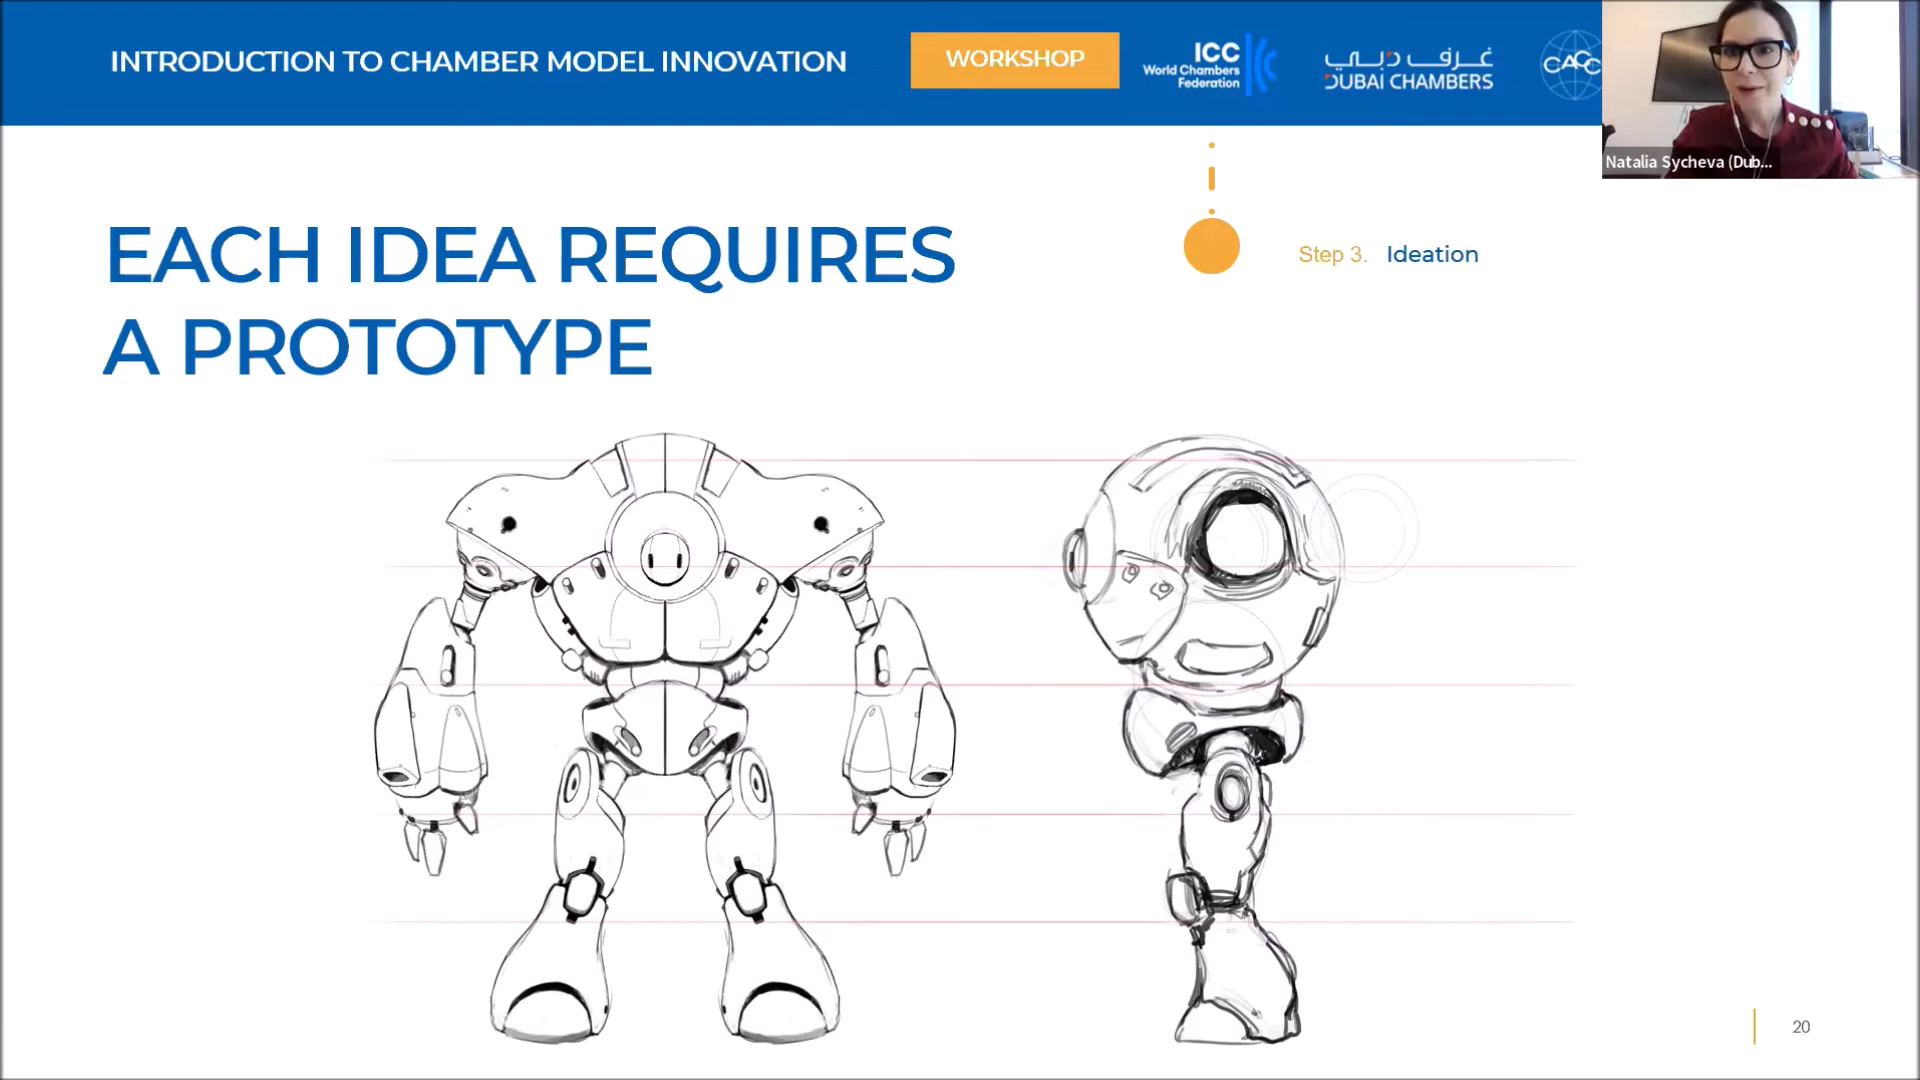 INTRODUCTION TO CHAMBER MODEL INNOVATION
WORKSHOP
ICC
World Chambers
Federation
غرف دبي
DUBAI CHAMBERS
CACC
Natalia Sycheva (Dub...
EACH IDEA REQUIRES
A PROTOTYPE
Step 3. Ideation
20